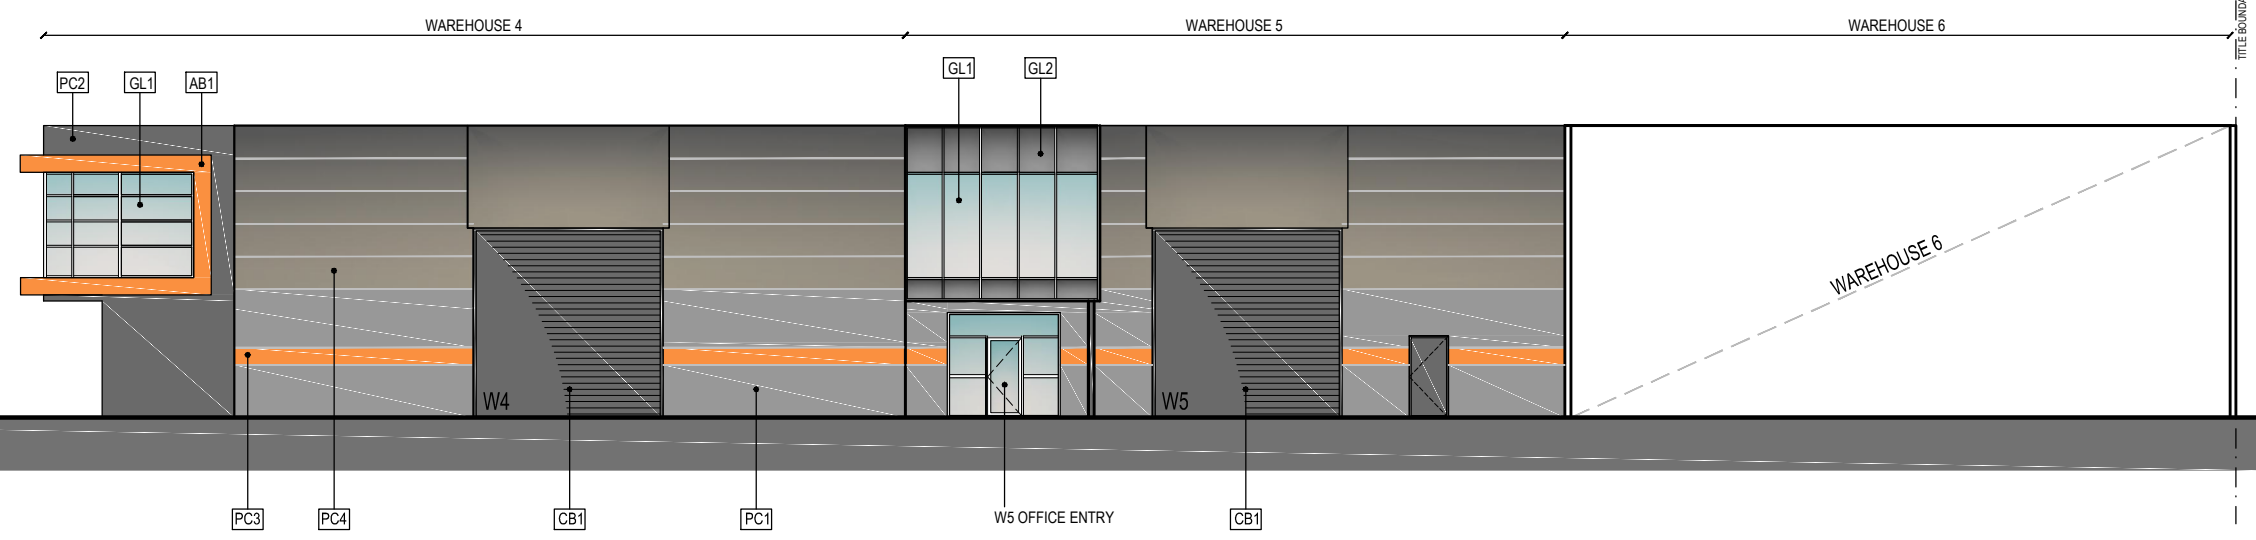 WAREHOUSE 4
WAREHOUSE 5
WAREHOUSE 6
PC2
GL1
AB1
GL1
GL2
WAREHOUSE 6
W4
W5
PC3
PC4
CB1
PC1
W5 OFFICE ENTRY
CB1
TITLE